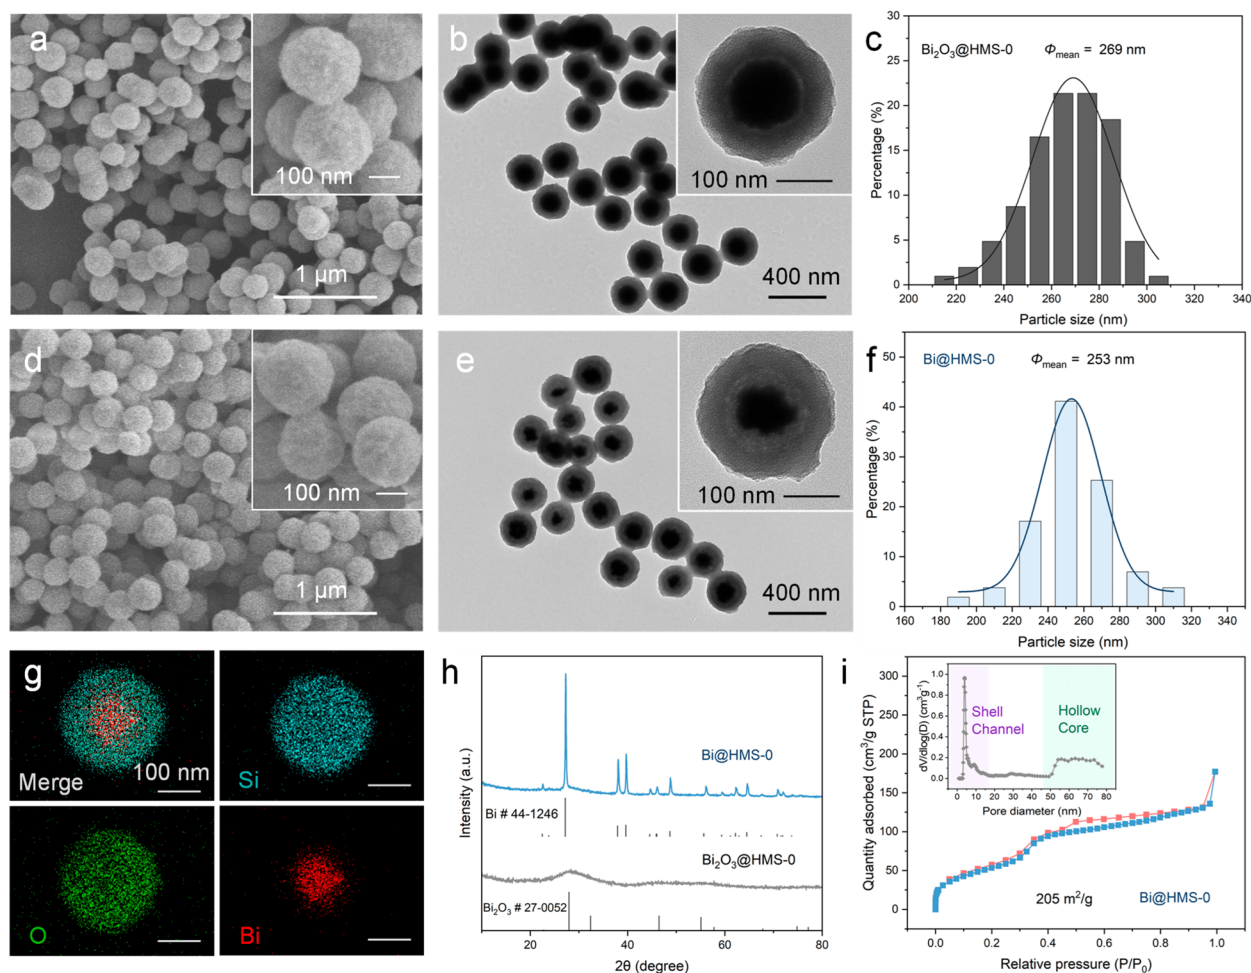 a
100 nm
1 µm
b
100 nm
400 nm
c
Bi₂O₃@HMS-0 Φmean = 269 nm
Percentage (%)
30
25
20
15
10
5
0
200 220 240 260 280 300 320 340
Particle size (nm)
d
100 nm
1 µm
e
100 nm
400 nm
f
Bi@HMS-0 Φmean = 253 nm
Percentage (%)
50
40
30
20
10
0
160 180 200 220 240 260 280 300 320 340
Particle size (nm)
g
Merge
100 nm
Si
O
Bi
h
Intensity (a.u.)
Bi@HMS-0
Bi # 44-1246
Bi₂O₃@HMS-0
Bi₂O₃ # 27-0052
20 40 60 80
2θ (degree)
i
Quantity adsorbed (cm³/g STP)
300
250
200
150
100
50
0
dV/dlog(D) (cm³g⁻¹)
1.0
0.8
0.6
0.4
0.2
0.0
Shell
Channel
Hollow
Core
0 10 20 30 40 50 60 70 80
Pore diameter (nm)
205 m²/g
Bi@HMS-0
0.0 0.2 0.4 0.6 0.8 1.0
Relative pressure (P/P₀)